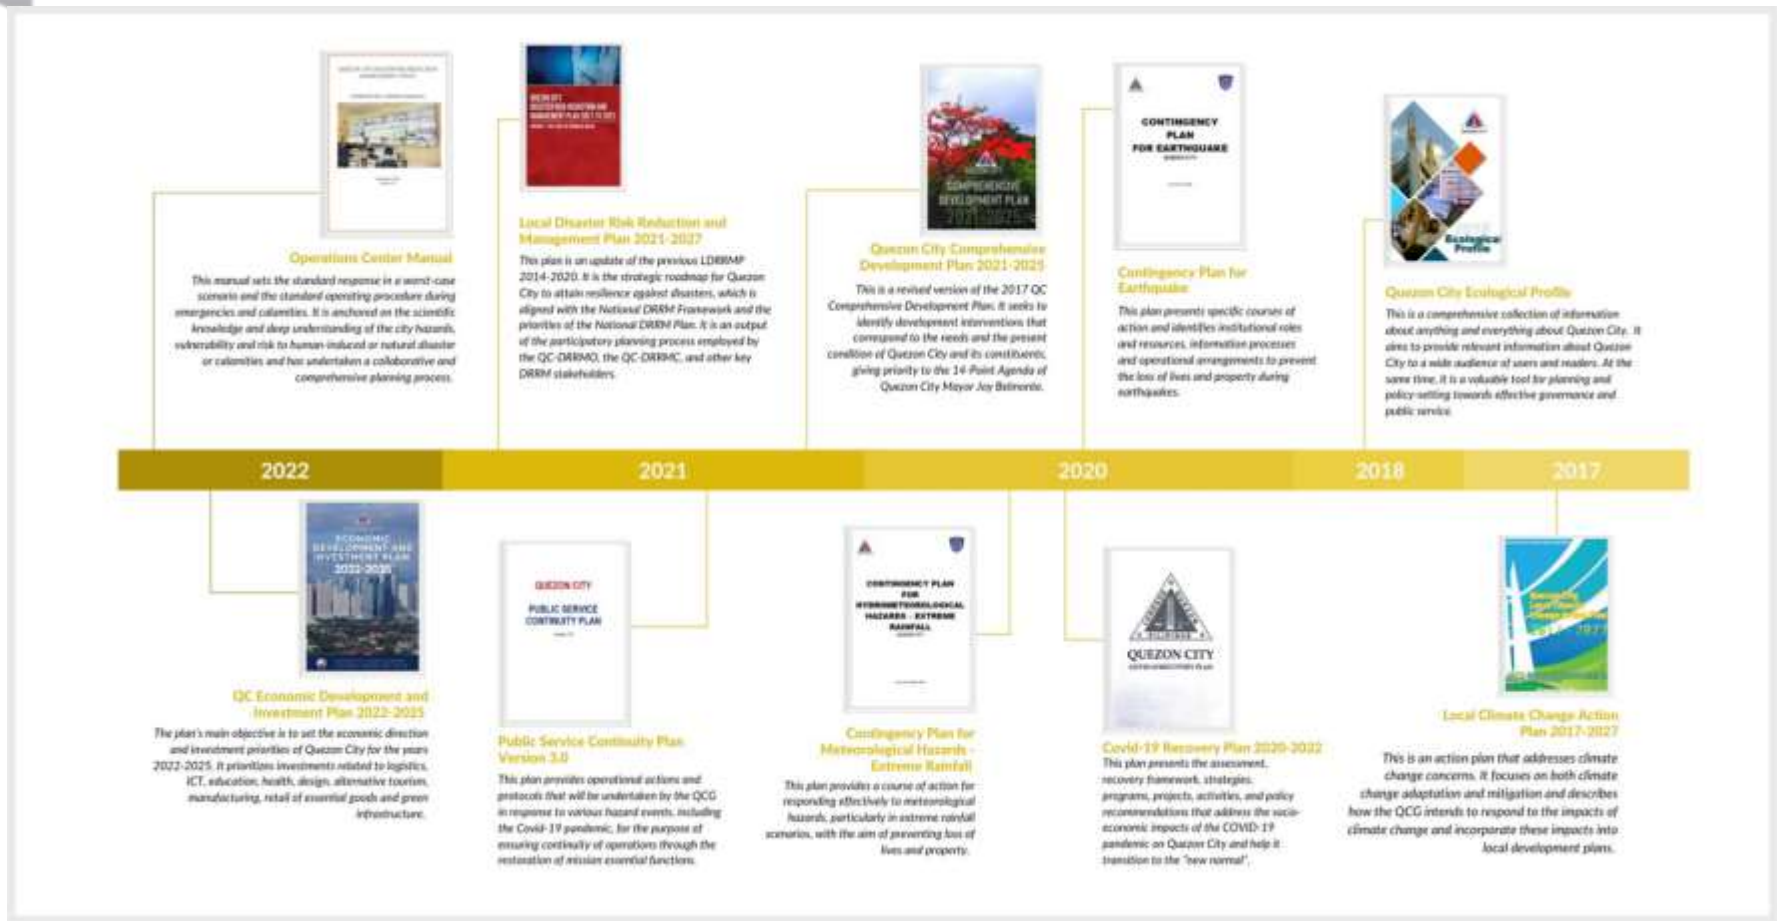 Operations Center Manual
This manual sets the standard response in a worst-case
scenario and the standard operating procedure during
emergencies and calamities. It is anchored on the scientific
knowledge and deep understanding of the city hazards,
vulnerability and risk to human-induced or natural disaster
or calamities and has undertaken a collaborative and
comprehensive planning process.
Local Disaster Risk Reduction and
Management Plan 2021-2027
This plan is an update of the previous LDRRMP
2014-2020. It is the strategic roadmap for Quezon
City to attain resilience against disasters, which is
aligned with the National DRRM Framework and the
priorities of the National DRRM Plan. It is an output
of the participatory planning process employed by
the QC-DRRMO, the QC-DRRMC, and other key
DRRM stakeholders.
COMPREHENSIVE
DEVELOPMENT PLAN
2021-2025
Quezon City Comprehensive
Development Plan 2021-2025
This is a revised version of the 2017 QC
Comprehensive Development Plan. It seeks to
identify development interventions that
correspond to the needs and the present
condition of Quezon City and its constituents,
giving priority to the 14-Point Agenda of
Quezon City Mayor Joy Belmonte.
CONTINGENCY
PLAN
FOR EARTHQUAKE
QUEZON CITY
Contingency Plan for
Earthquake
This plan presents specific courses of
action and identifies institutional roles
and resources, information processes
and operational arrangements to prevent
the loss of lives and property during
earthquakes.
Ecological
Profile
Quezon City Ecological Profile
This is a comprehensive collection of information
about anything and everything about Quezon City. It
aims to provide relevant information about Quezon
City to a wide audience of users and readers. At the
same time, it is a valuable tool for planning and
policy-setting towards effective governance and
public service.
2022
2021
2020
2018
2017
ECONOMIC
DEVELOPMENT AND
INVESTMENT PLAN
2022-2025
QC Economic Development and
Investment Plan 2022-2025
The plan's main objective is to set the economic direction
and investment priorities of Quezon City for the years
2022-2025. It prioritizes investments related to logistics,
ICT, education, health, design, alternative tourism,
manufacturing, retail of essential goods and green
infrastructure.
QUEZON CITY
PUBLIC SERVICE
CONTINUITY PLAN
Public Service Continuity Plan
Version 3.0
This plan provides operational actions and
protocols that will be undertaken by the QCG
in response to various hazard events, including
the Covid-19 pandemic, for the purpose of
ensuring continuity of operations through the
restoration of mission essential functions.
CONTINGENCY PLAN
FOR
HYDROMETEOROLOGICAL
HAZARDS - EXTREME
RAINFALL
Contingency Plan for
Meteorological Hazards -
Extreme Rainfall
This plan provides a course of action for
responding effectively to meteorological
hazards, particularly in extreme rainfall
scenarios, with the aim of preventing loss of
lives and property.
QUEZON CITY
Covid-19 Recovery Plan 2020-2022
This plan presents the assessment,
recovery framework, strategies,
programs, projects, activities, and policy
recommendations that address the socio-
economic impacts of the COVID-19
pandemic on Quezon City and help it
transition to the "new normal".
Local Climate Change Action
Plan 2017-2027
This is an action plan that addresses climate
change concerns. It focuses on both climate
change adaptation and mitigation and describes
how the QCG intends to respond to the impacts of
climate change and incorporate these impacts into
local development plans.